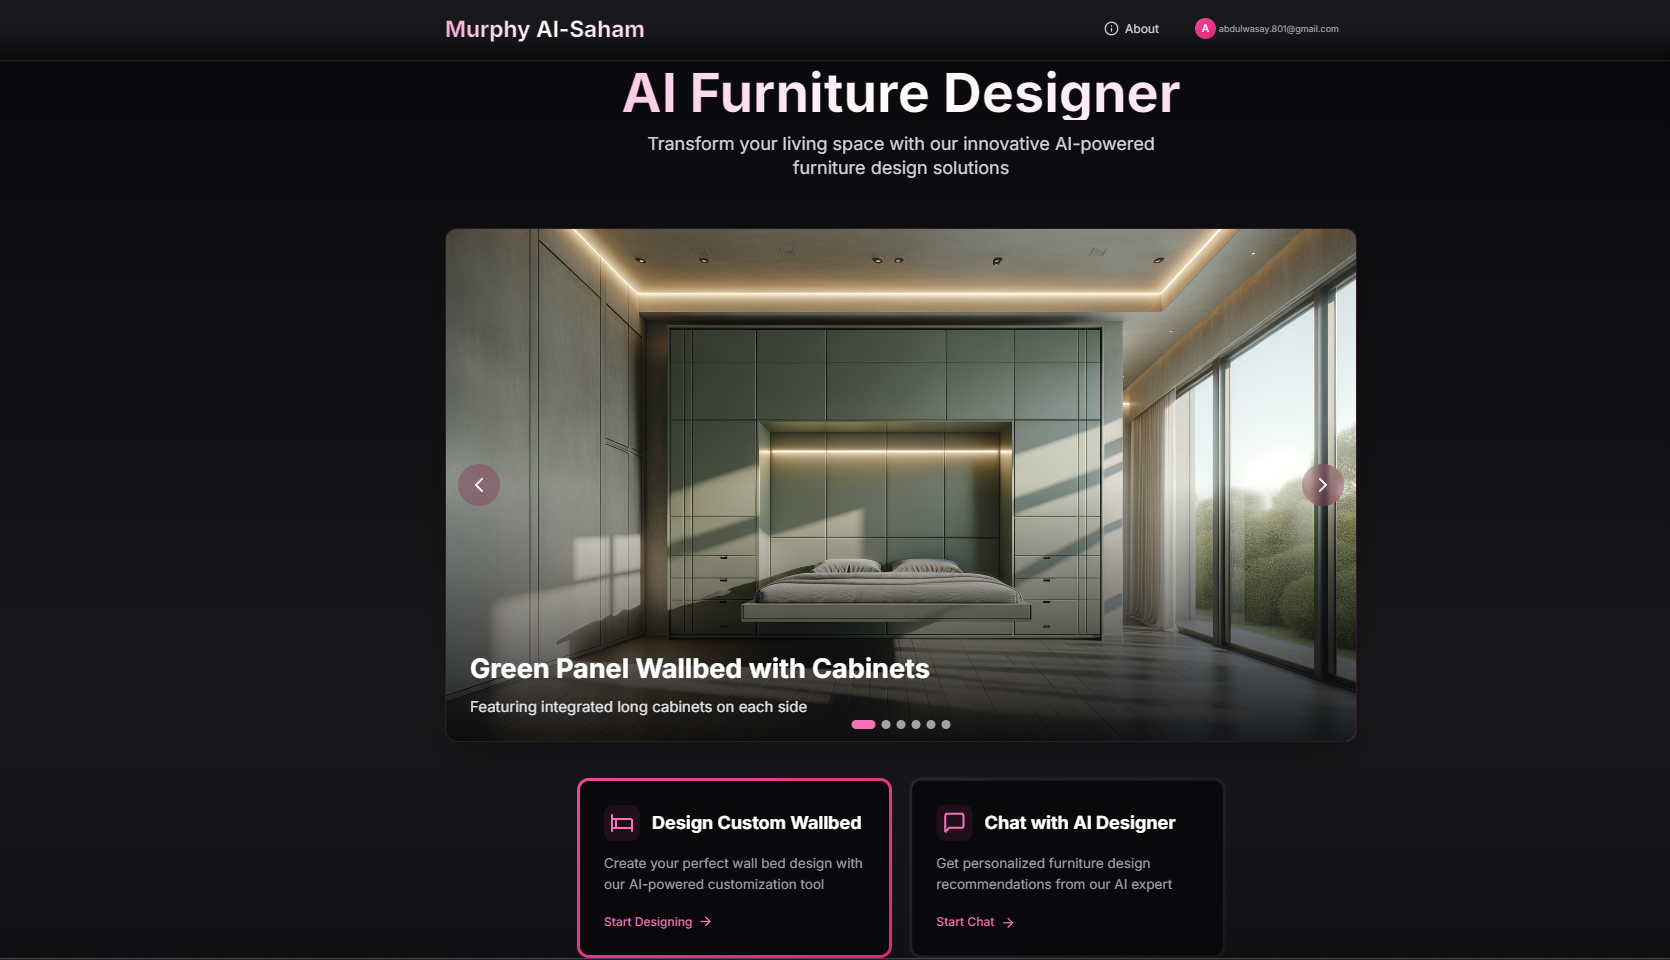 Murphy Al-Saham
About
A abdulwasay.801@gmail.com
AI Furniture Designer
Transform your living space with our innovative AI-powered
furniture design solutions
Green Panel Wallbed with Cabinets
Featuring integrated long cabinets on each side
Design Custom Wallbed
Create your perfect wall bed design with
our AI-powered customization tool
Start Designing
Chat with AI Designer
Get personalized furniture design
recommendations from our AI expert
Start Chat